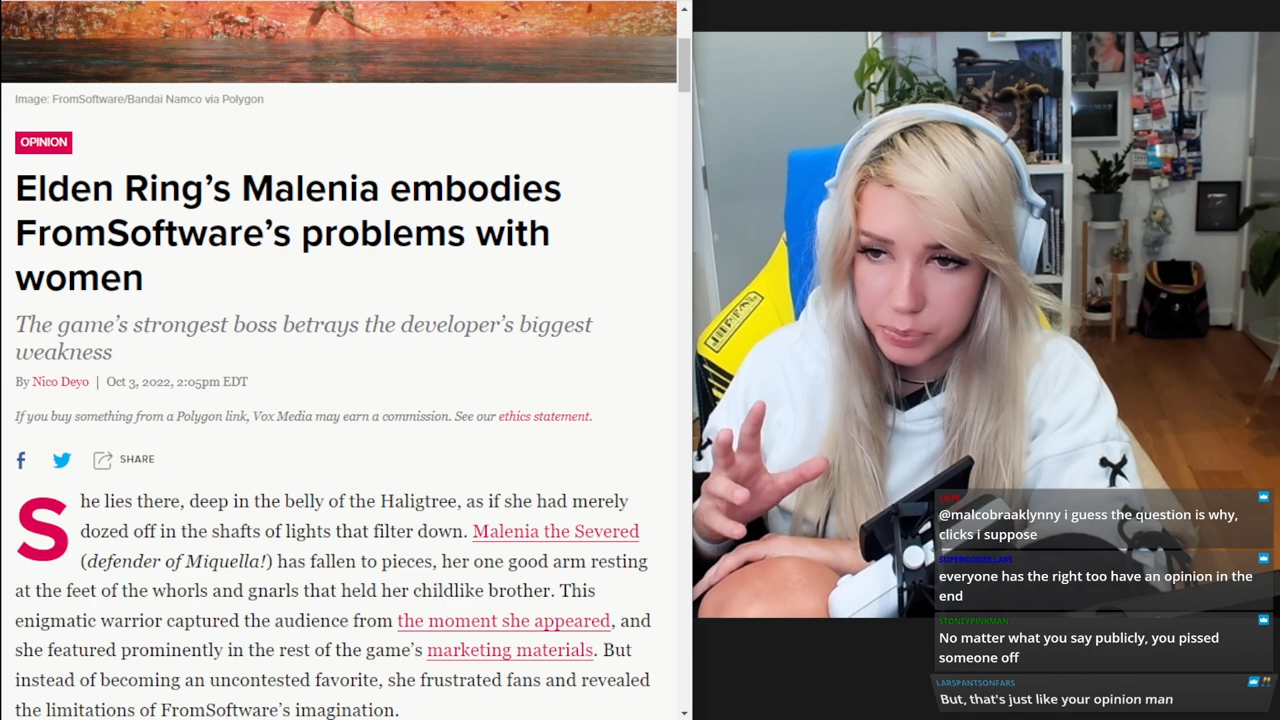 Image: FromSoftware/Bandai Namco via Polygon
OPINION
Elden Ring’s Malenia embodies
FromSoftware’s problems with
women
The game’s strongest boss betrays the developer’s biggest
weakness
By Nico Deyo | Oct 3, 2022, 2:05pm EDT
If you buy something from a Polygon link, Vox Media may earn a commission. See our ethics statement.
SHARE
She lies there, deep in the belly of the Haligtree, as if she had merely
dozed off in the shafts of lights that filter down. Malenia the Severed
(defender of Miquella!) has fallen to pieces, her one good arm resting
at the feet of the whorls and gnarls that held her childlike brother. This
enigmatic warrior captured the audience from the moment she appeared, and
she featured prominently in the rest of the game’s marketing materials. But
instead of becoming an uncontested favorite, she frustrated fans and revealed
the limitations of FromSoftware’s imagination.
@malcobraaklynny i guess the question is why,
clicks i suppose
SUPERGODZILLA95
everyone has the right too have an opinion in the
end
STONEYPINKMAN
No matter what you say publicly, you pissed
someone off
LARSPANTSONFARS
But, that's just like your opinion man